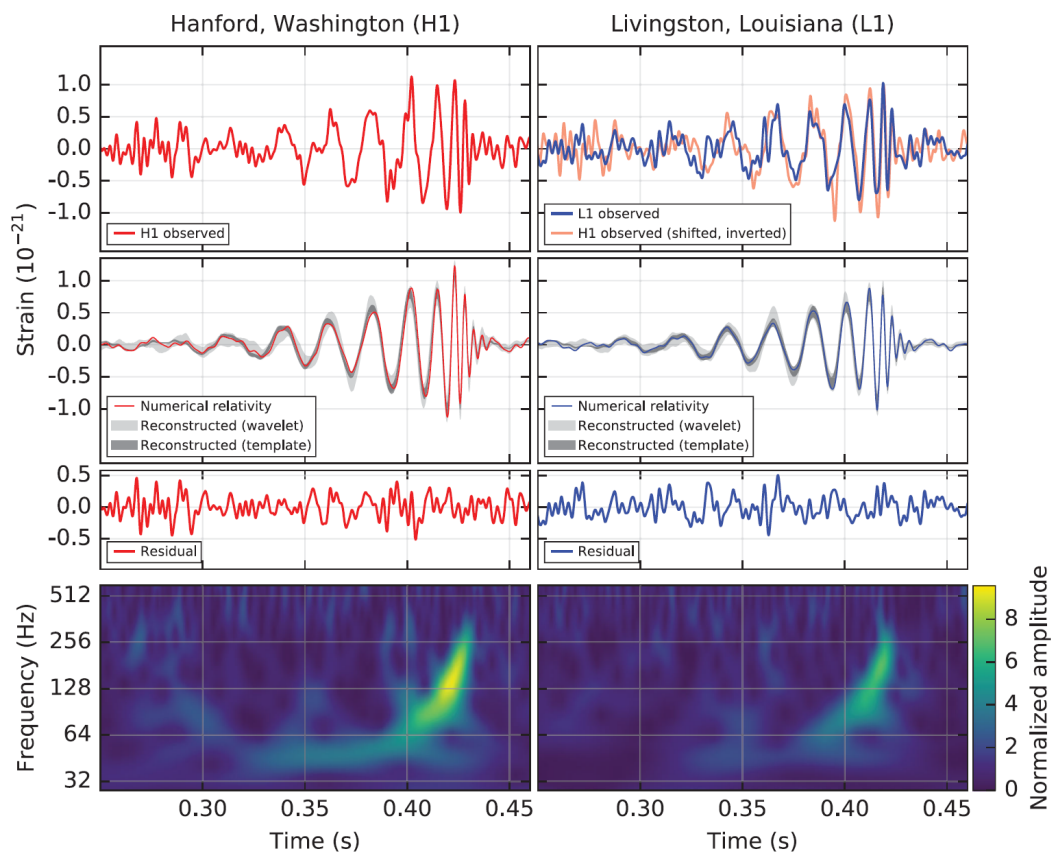 Hanford, Washington (H1)
Livingston, Louisiana (L1)
Strain (10⁻²¹)
1.0
0.5
0.0
-0.5
-1.0
H1 observed
L1 observed
H1 observed (shifted, inverted)
1.0
0.5
0.0
-0.5
-1.0
Numerical relativity
Reconstructed (wavelet)
Reconstructed (template)
Numerical relativity
Reconstructed (wavelet)
Reconstructed (template)
0.5
0.0
-0.5
Residual
Residual
Frequency (Hz)
512
256
128
64
32
0.30
0.35
0.40
0.45
Time (s)
0.30
0.35
0.40
0.45
Time (s)
Normalized amplitude
8
6
4
2
0